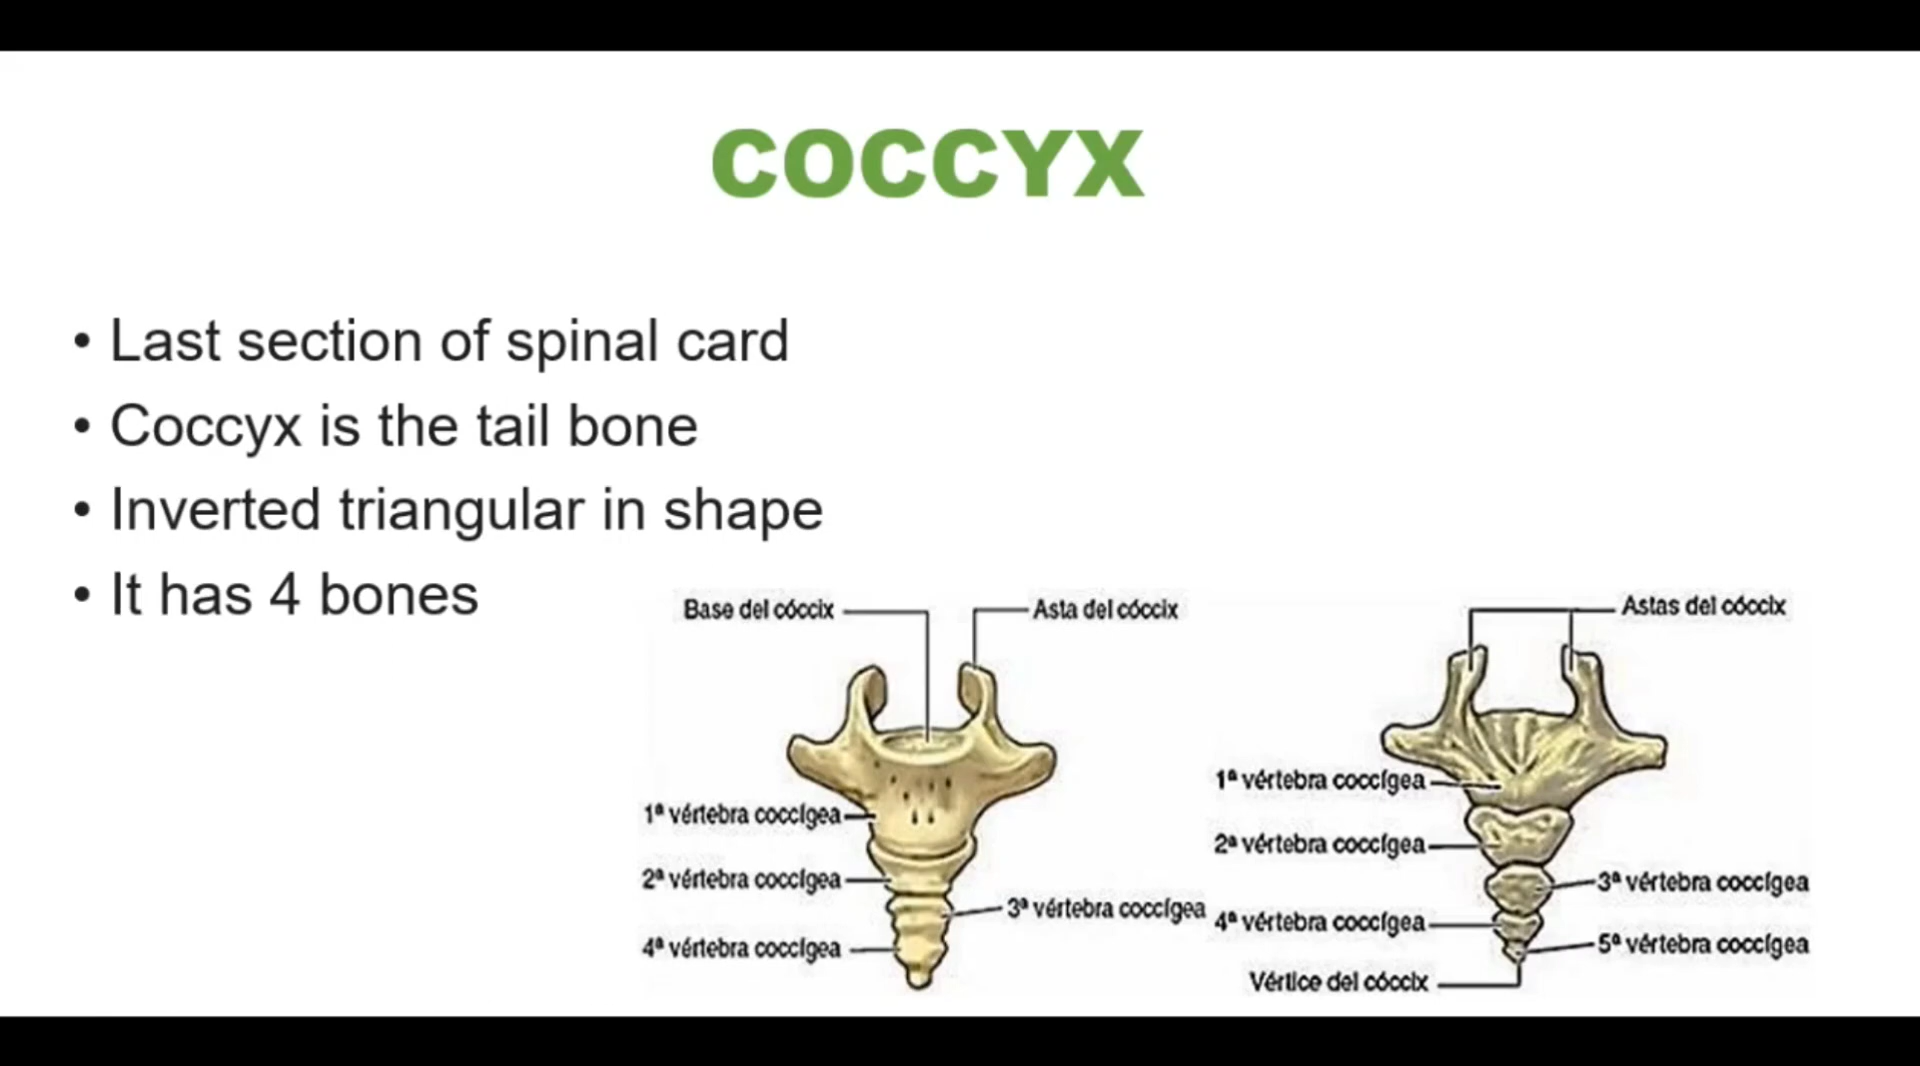 COCCYX
• Last section of spinal card
• Coccyx is the tail bone
• Inverted triangular in shape
• It has 4 bones
Base del cóccix
Asta del cóccix
1ª vértebra coccígea
2ª vértebra coccígea
3ª vértebra coccígea
4ª vértebra coccígea
Astas del cóccix
1ª vértebra coccígea
2ª vértebra coccígea
3ª vértebra coccígea
4ª vértebra coccígea
5ª vértebra coccígea
Vértice del cóccix